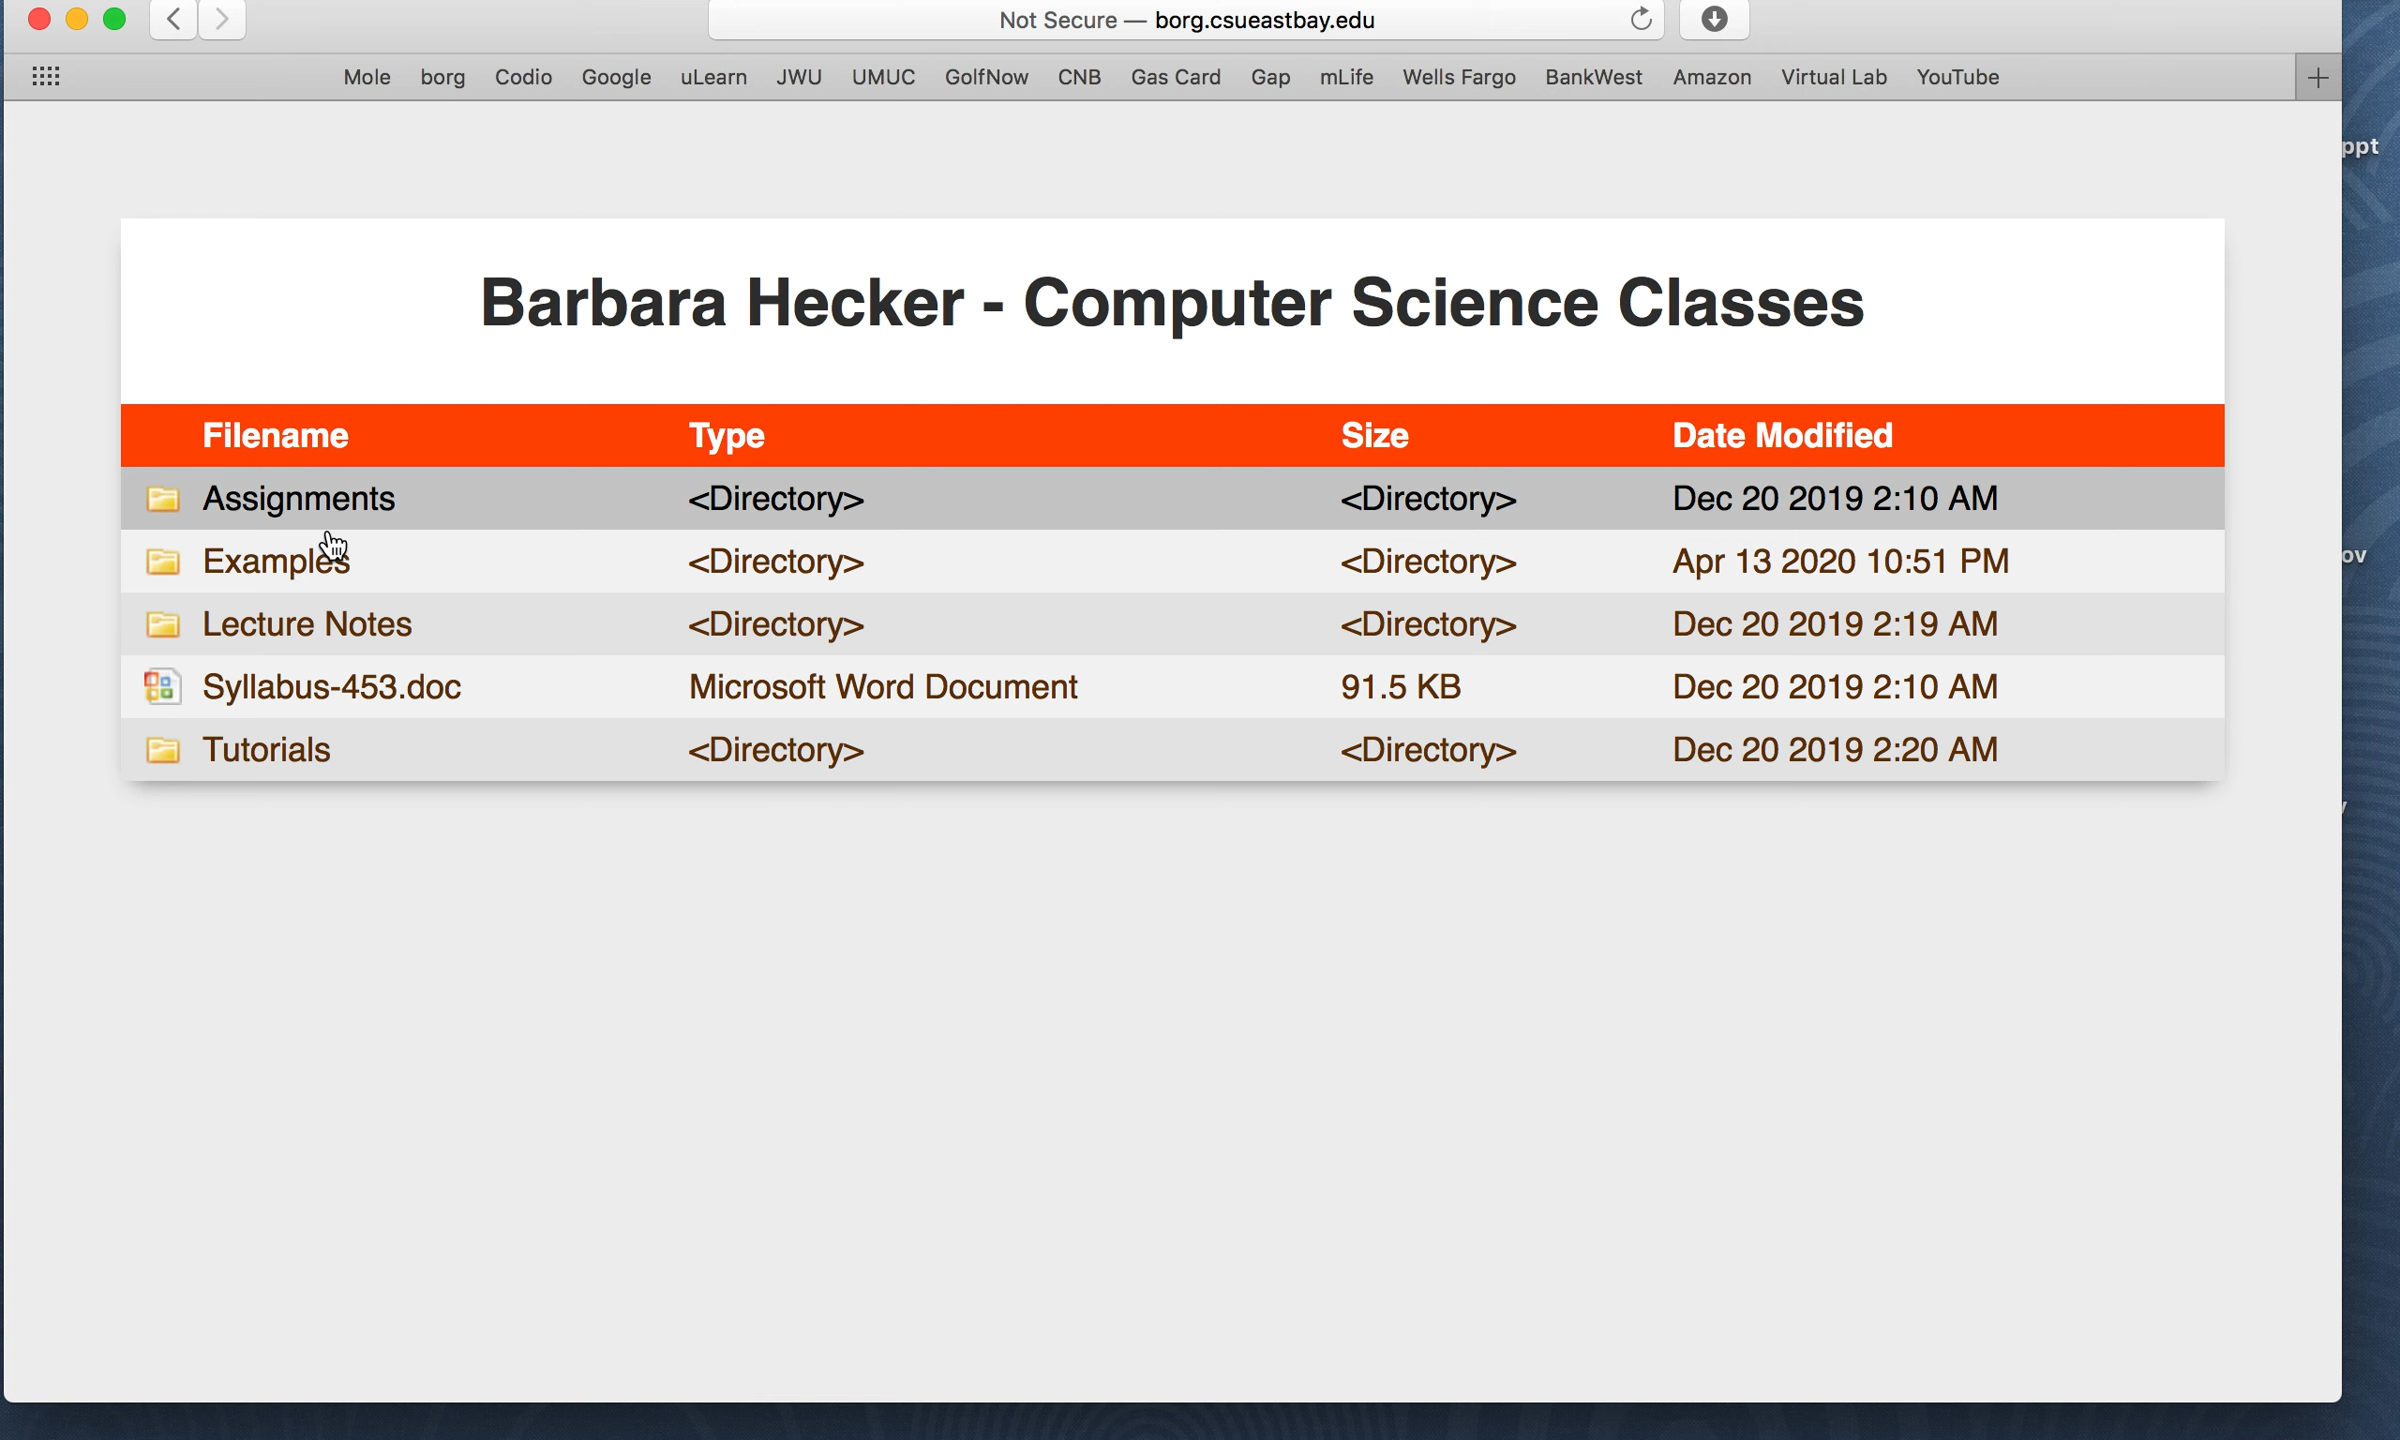 Not Secure — borg.csueastbay.edu
Mole borg Codio Google uLearn JWU UMUC GolfNow CNB Gas Card Gap mLife Wells Fargo BankWest Amazon Virtual Lab YouTube
ppt
Barbara Hecker - Computer Science Classes
Filename Type Size Date Modified
Assignments <Directory> <Directory> Dec 20 2019 2:10 AM
Examples <Directory> <Directory> Apr 13 2020 10:51 PM
ov
Lecture Notes <Directory> <Directory> Dec 20 2019 2:19 AM
Syllabus-453.doc Microsoft Word Document 91.5 KB Dec 20 2019 2:10 AM
Tutorials <Directory> <Directory> Dec 20 2019 2:20 AM